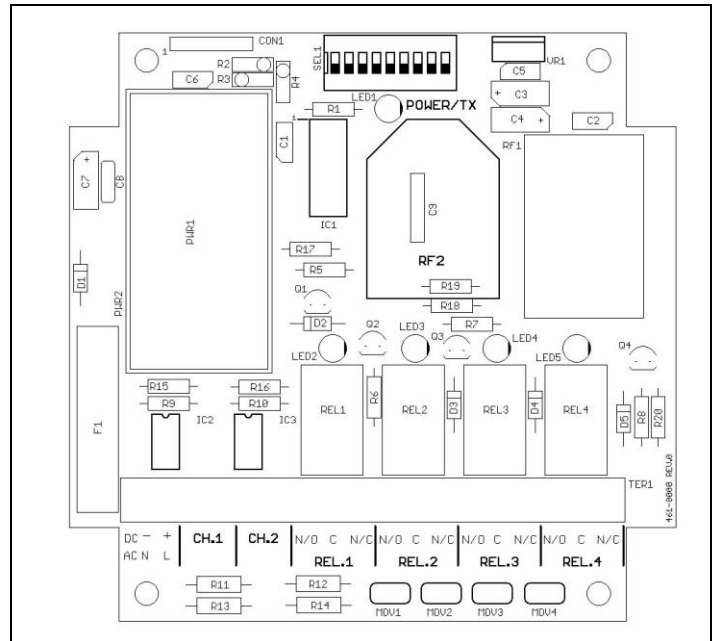 1 CON1
SEL1
VR1
R2
R3
R4
C6
C5
LED1
POWER/TX
+ C3
C4 +
C2
R1
1
C1
RF1
+
C7
C8
PWR1
IC1
C9
RF2
R17
R5
D1
R19
R18
Q1
PWR2
D2
Q2
LED3
R7
Q3
LED4
Q4
LED2
LED5
R15
R16
R9
R10
IC2
IC3
REL1
R6
REL2
D3
REL3
D4
REL4
D5
R8
R20
F1
TER1
461-0000 REV.0
DC - + CH.1 CH.2 N/O C N/C N/O C N/C N/O C N/C N/O C N/C
AC N L REL.1 REL.2 REL.3 REL.4
R11 R12
R13 R14
MOV1 MOV2 MOV3 MOV4